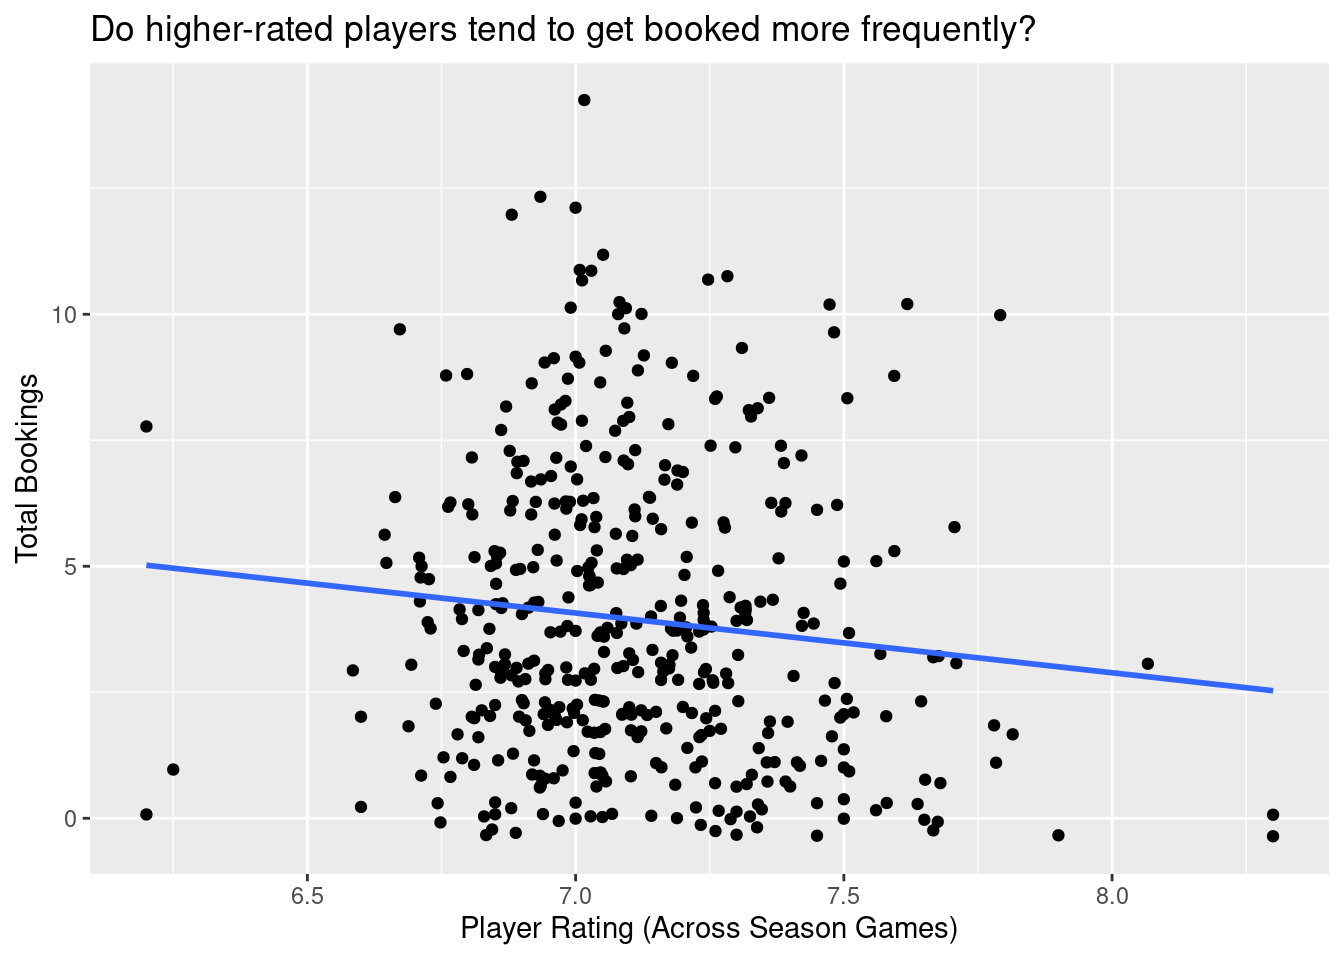 Do higher-rated players tend to get booked more frequently?
Total Bookings
10
5
0
6.5 7.0 7.5 8.0
Player Rating (Across Season Games)